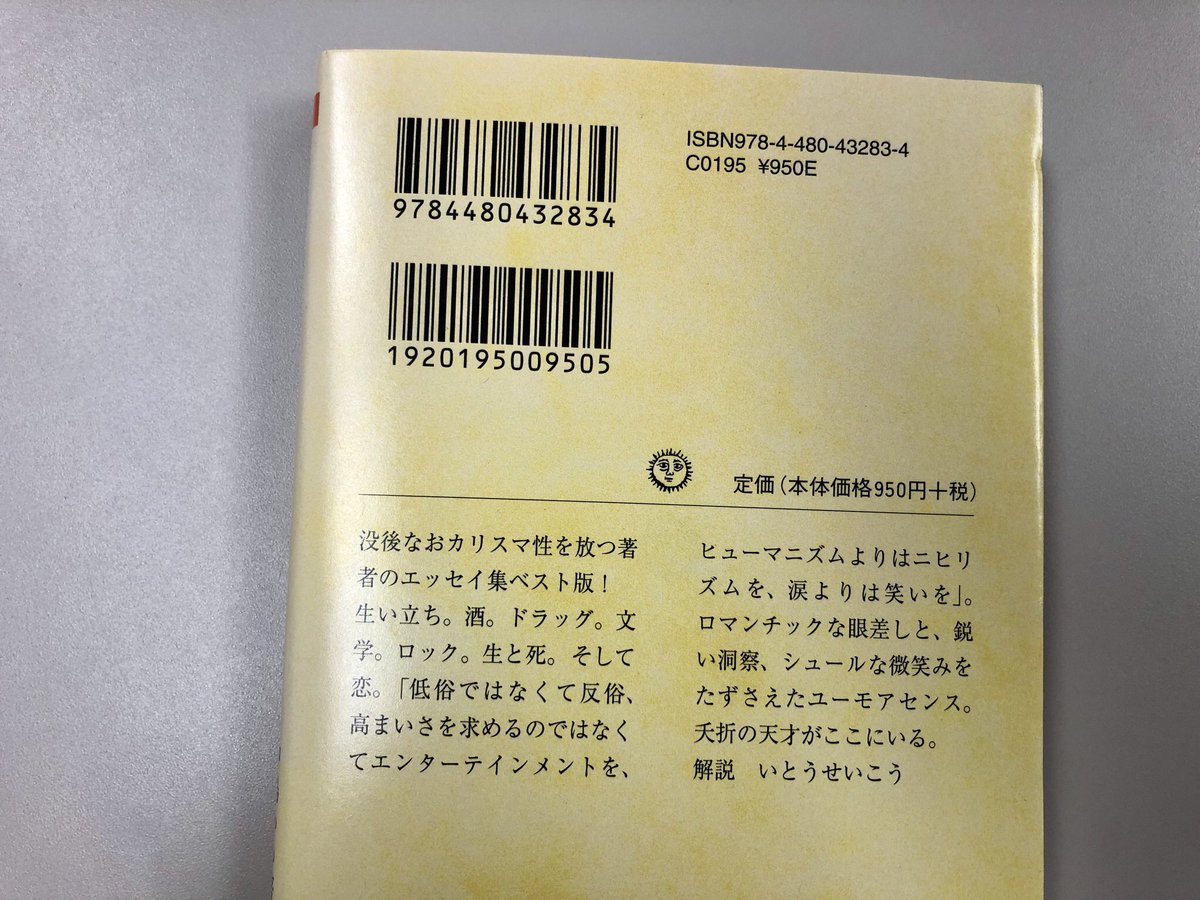 9784480432834
ISBN978-4-480-43283-4
C0195 ¥950E
1920195009505
定価(本体価格950円+税)
没後なおカリスマ性を放つ著
者のエッセイ集ベスト版!
生い立ち。酒。ドラッグ。文
学。ロック。生と死。そして
恋。「低俗ではなくて反俗、
高まいさを求めるのではなく
てエンターテインメントを、
ヒューマニズムよりはニヒリ
ズムを、涙よりは笑いを」。
ロマンチックな眼差しと、鋭
い洞察、シュールな微笑みを
たずさえたユーモアセンス。
夭折の天才がここにいる。
解説 いとうせいこう